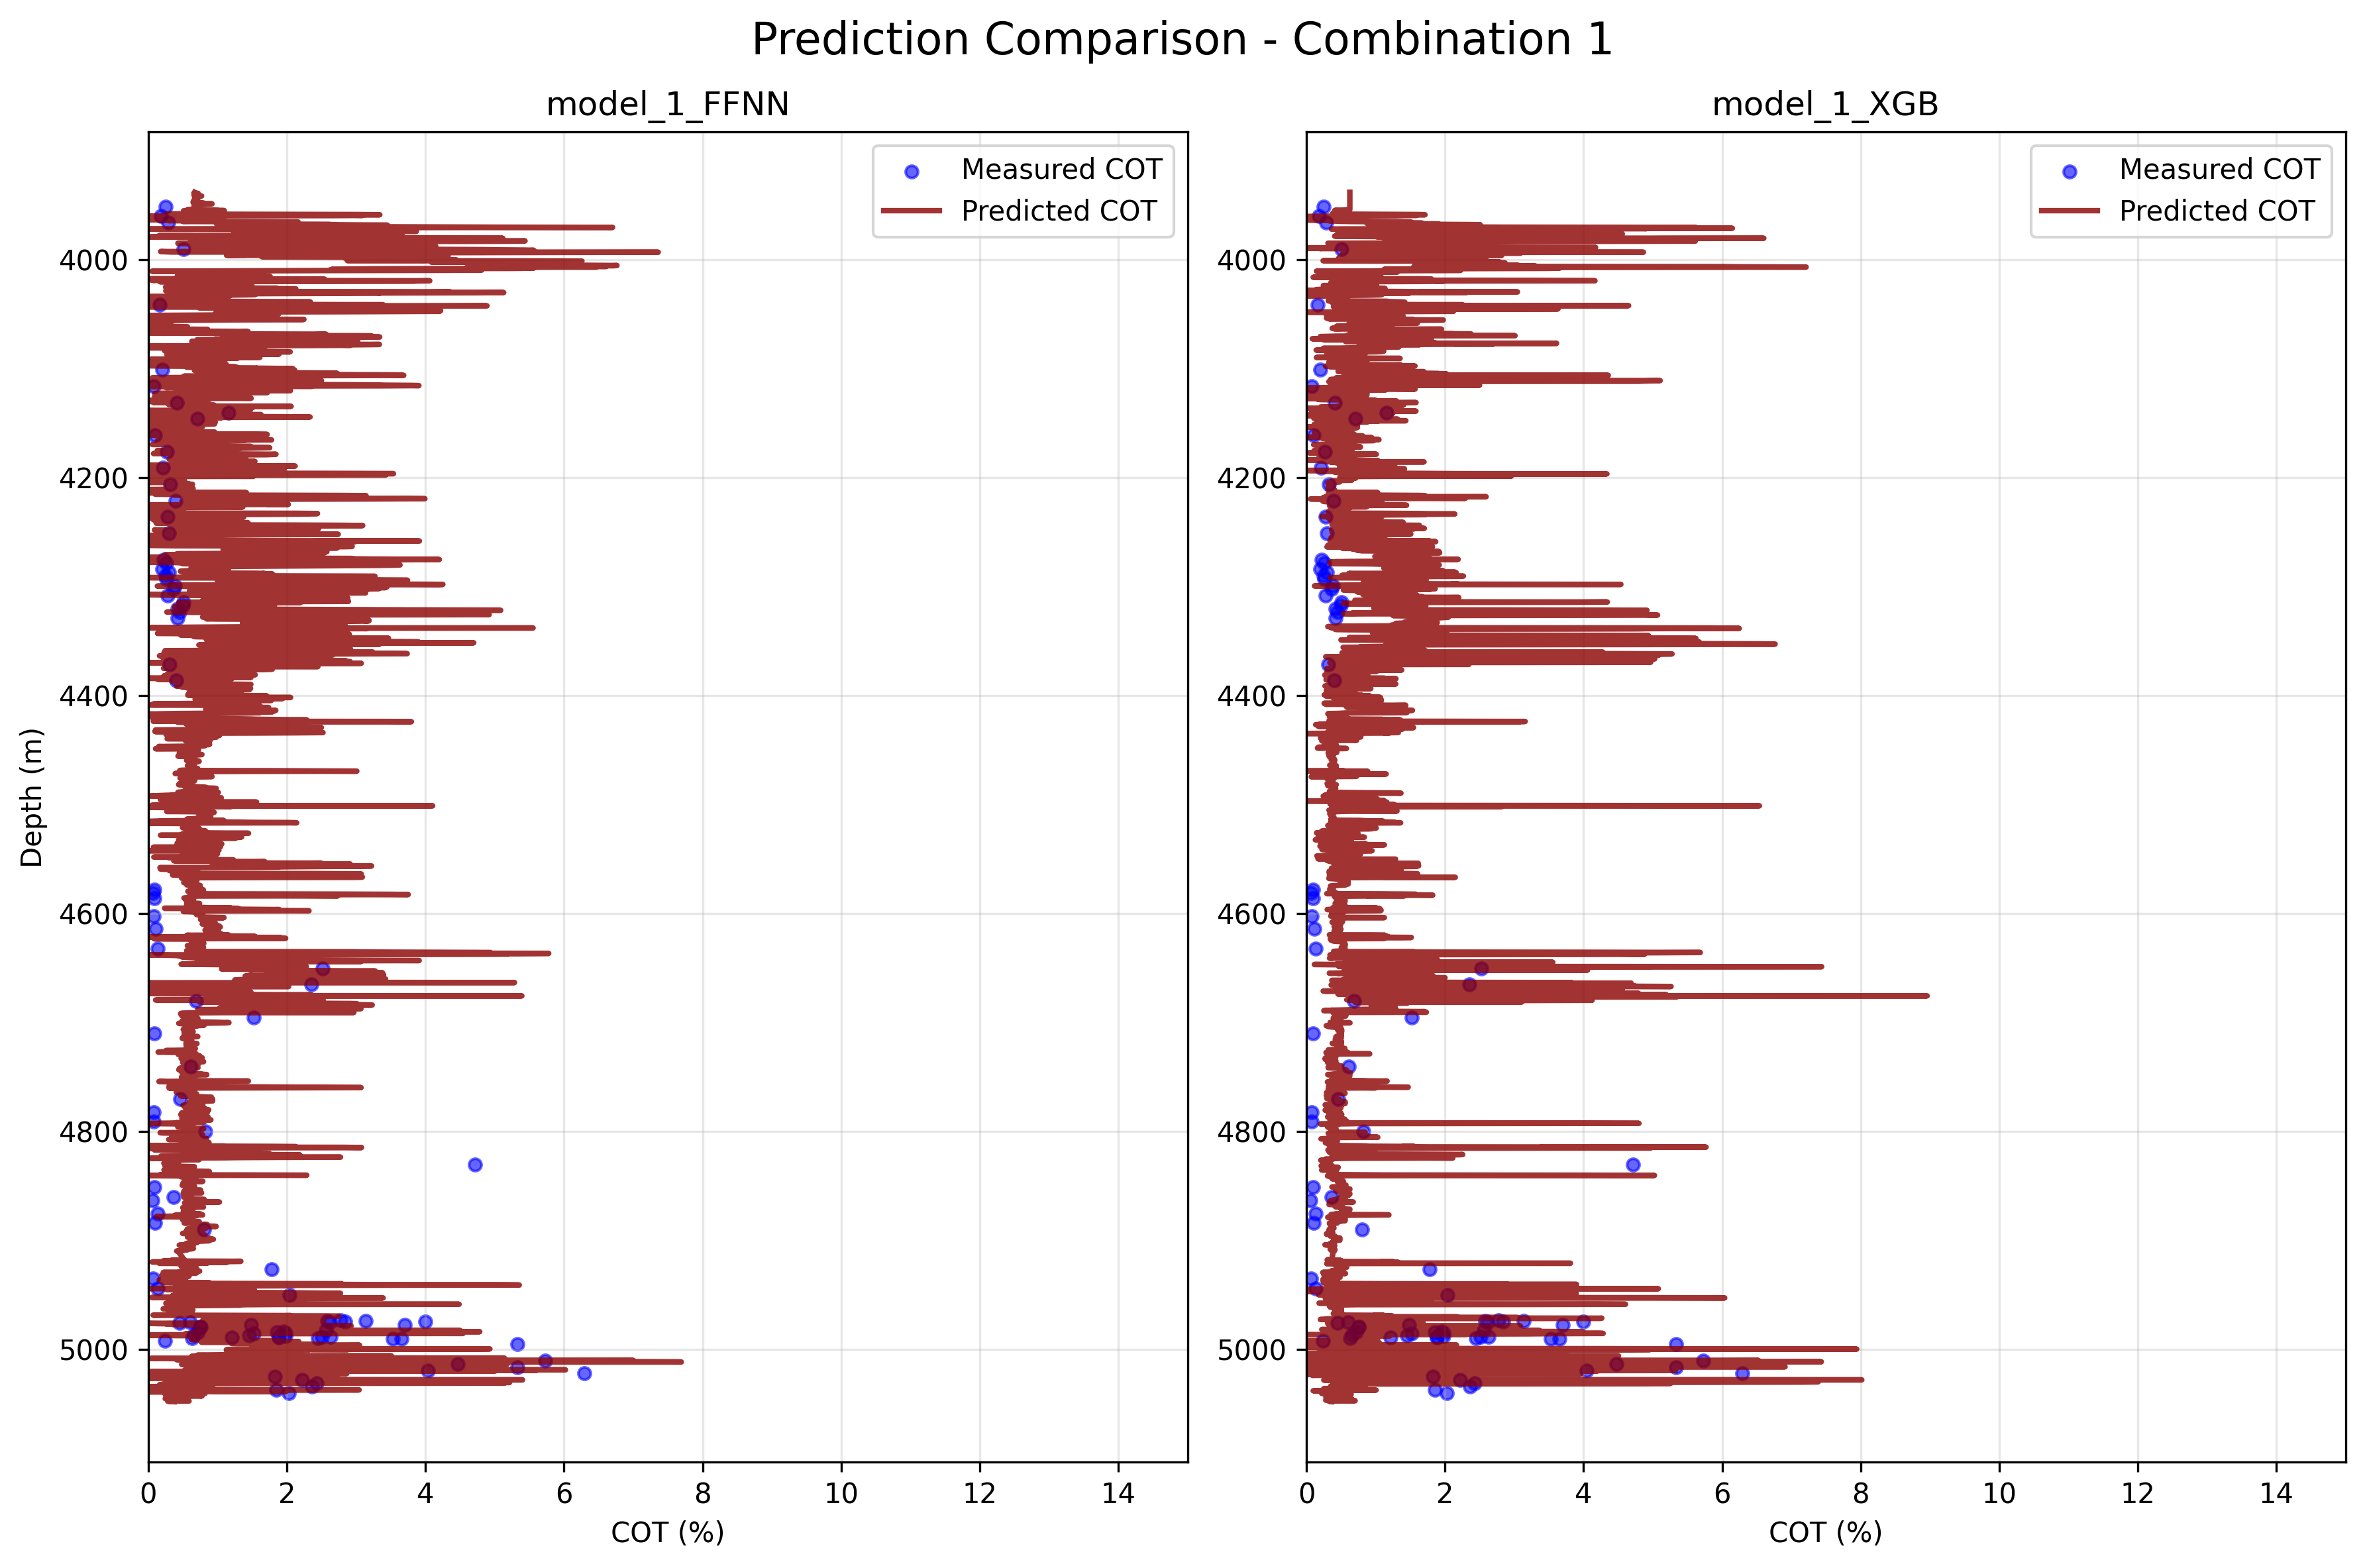 Prediction Comparison - Combination 1
model_1_FFNN
Measured COT
Predicted COT
4000
4200
4400
4600
4800
5000
Depth (m)
0 2 4 6 8 10 12 14
COT (%)
model_1_XGB
Measured COT
Predicted COT
4000
4200
4400
4600
4800
5000
0 2 4 6 8 10 12 14
COT (%)